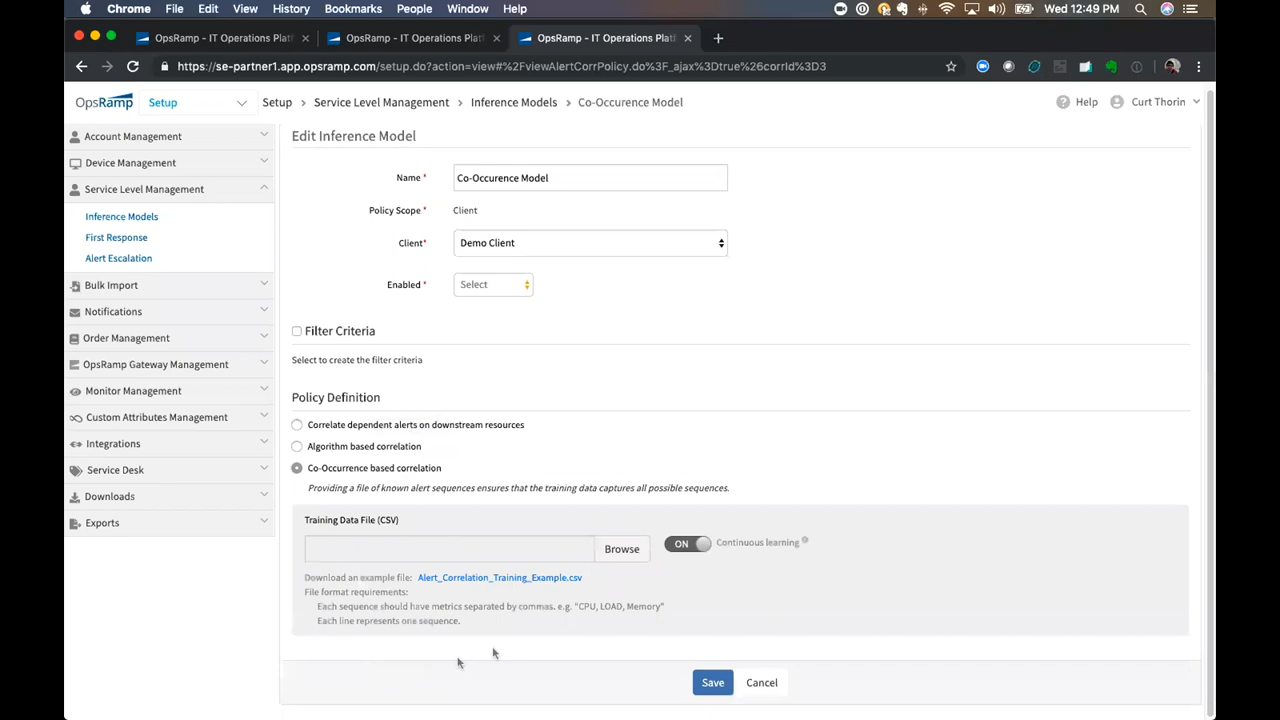 Chrome File Edit View History Bookmarks People Window Help Wed 12:49 PM
OpsRamp - IT Operations Platf × OpsRamp - IT Operations Platf × OpsRamp - IT Operations Platf × +
https://se-partner1.app.opsramp.com/setup.do?action=view#%2FviewAlertCorrPolicy.do%3F_ajax%3Dtrue%26corrId%3D3
OpsRamp Setup Setup > Service Level Management > Inference Models > Co-Occurence Model Help Curt Thorin
Account Management
Device Management
Service Level Management
Inference Models
First Response
Alert Escalation
Bulk Import
Notifications
Order Management
OpsRamp Gateway Management
Monitor Management
Custom Attributes Management
Integrations
Service Desk
Downloads
Exports
Edit Inference Model
Name * Co-Occurence Model
Policy Scope * Client
Client* Demo Client
Enabled * Select
Filter Criteria
Select to create the filter criteria
Policy Definition
Correlate dependent alerts on downstream resources
Algorithm based correlation
Co-Occurrence based correlation
Providing a file of known alert sequences ensures that the training data captures all possible sequences.
Training Data File (CSV)
Browse ON Continuous learning
Download an example file: Alert_Correlation_Training_Example.csv
File format requirements:
Each sequence should have metrics separated by commas. e.g. "CPU, LOAD, Memory"
Each line represents one sequence.
Save Cancel